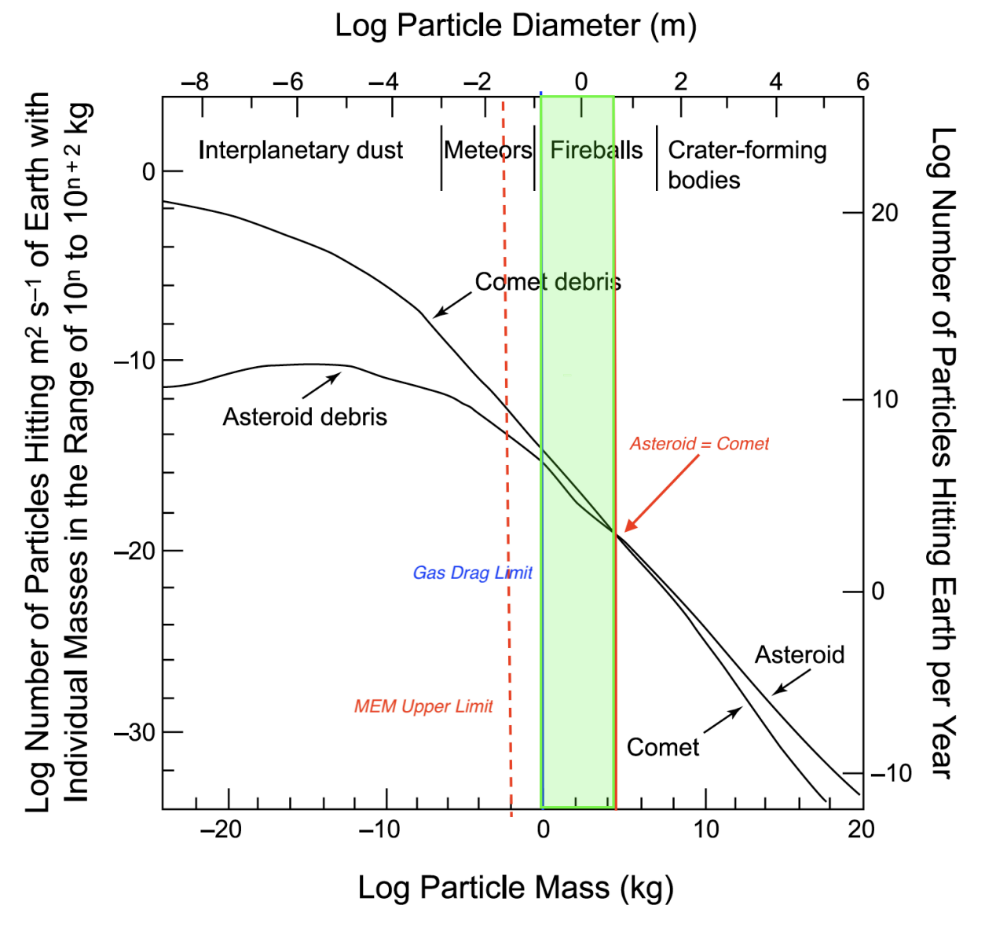 Log Particle Diameter (m)
–8 –6 –4 –2 0 2 4 6
Interplanetary dust
Meteors
Fireballs
Crater-forming
bodies
Log Number of Particles Hitting m2 s–1 of Earth with
Individual Masses in the Range of 10n to 10n + 2 kg
0
–10
–20
–30
20
10
0
–10
Log Number of Particles Hitting Earth per Year
Comet debris
Asteroid debris
Asteroid = Comet
Gas Drag Limit
MEM Upper Limit
Asteroid
Comet
–20 –10 0 10 20
Log Particle Mass (kg)